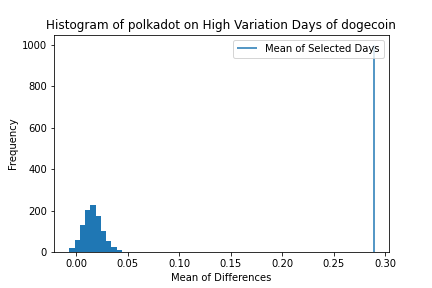 Histogram of polkadot on High Variation Days of dogecoin
Mean of Selected Days
Frequency
1000
800
600
400
200
0
0.00 0.05 0.10 0.15 0.20 0.25 0.30
Mean of Differences